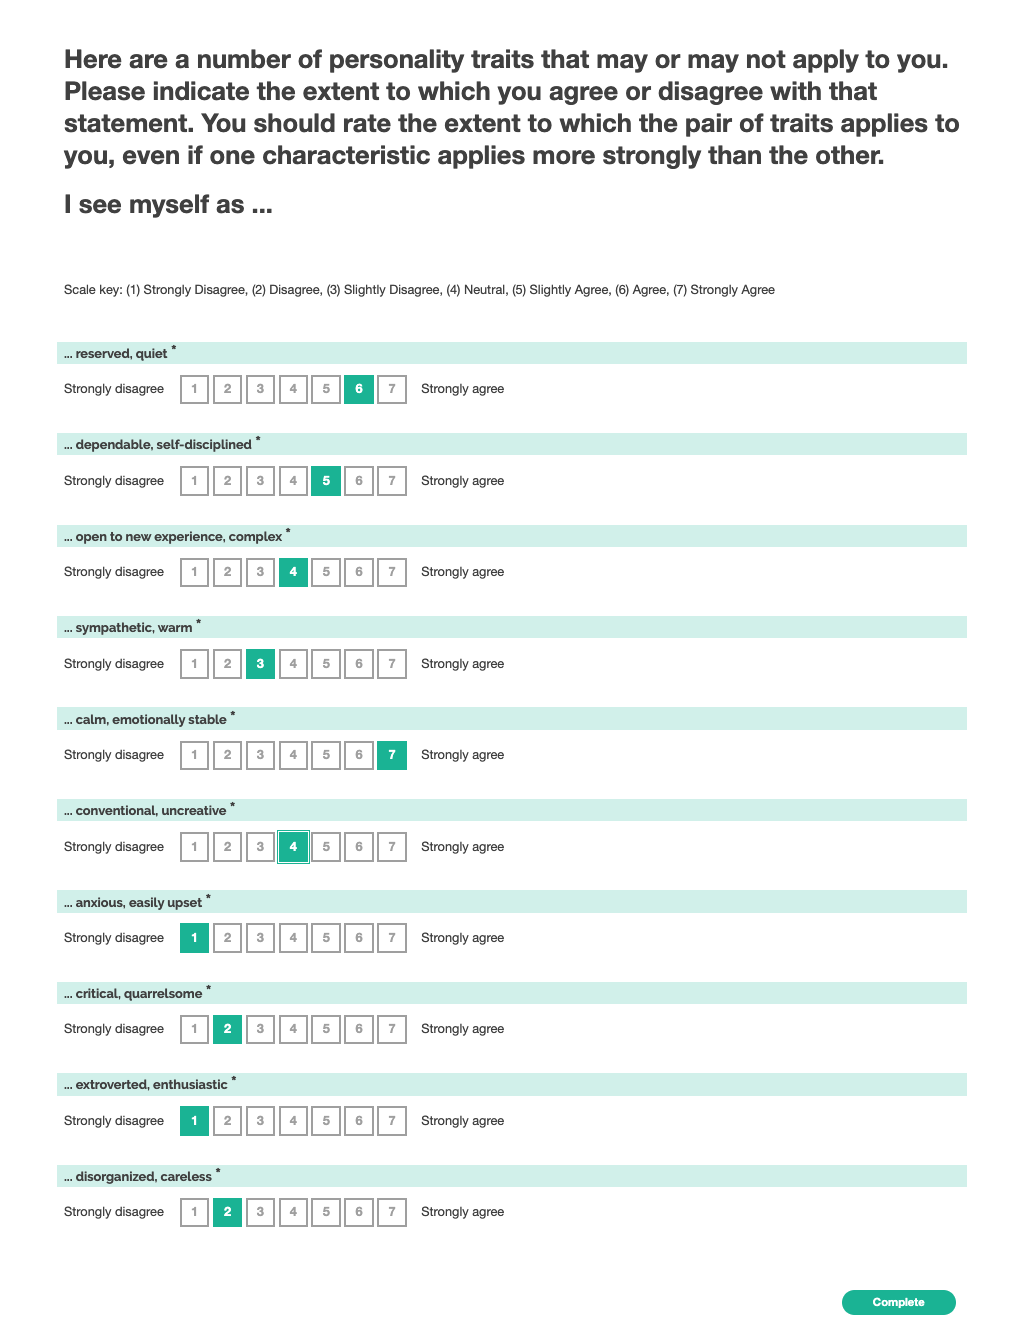 Here are a number of personality traits that may or may not apply to you.
Please indicate the extent to which you agree or disagree with that
statement. You should rate the extent to which the pair of traits applies to
you, even if one characteristic applies more strongly than the other.
I see myself as ...
Scale key: (1) Strongly Disagree, (2) Disagree, (3) Slightly Disagree, (4) Neutral, (5) Slightly Agree, (6) Agree, (7) Strongly Agree
... reserved, quiet *
Strongly disagree 1 2 3 4 5 6 7 Strongly agree
... dependable, self-disciplined *
Strongly disagree 1 2 3 4 5 6 7 Strongly agree
... open to new experience, complex *
Strongly disagree 1 2 3 4 5 6 7 Strongly agree
... sympathetic, warm *
Strongly disagree 1 2 3 4 5 6 7 Strongly agree
... calm, emotionally stable *
Strongly disagree 1 2 3 4 5 6 7 Strongly agree
... conventional, uncreative *
Strongly disagree 1 2 3 4 5 6 7 Strongly agree
... anxious, easily upset *
Strongly disagree 1 2 3 4 5 6 7 Strongly agree
... critical, quarrelsome *
Strongly disagree 1 2 3 4 5 6 7 Strongly agree
... extroverted, enthusiastic *
Strongly disagree 1 2 3 4 5 6 7 Strongly agree
... disorganized, careless *
Strongly disagree 1 2 3 4 5 6 7 Strongly agree
Complete